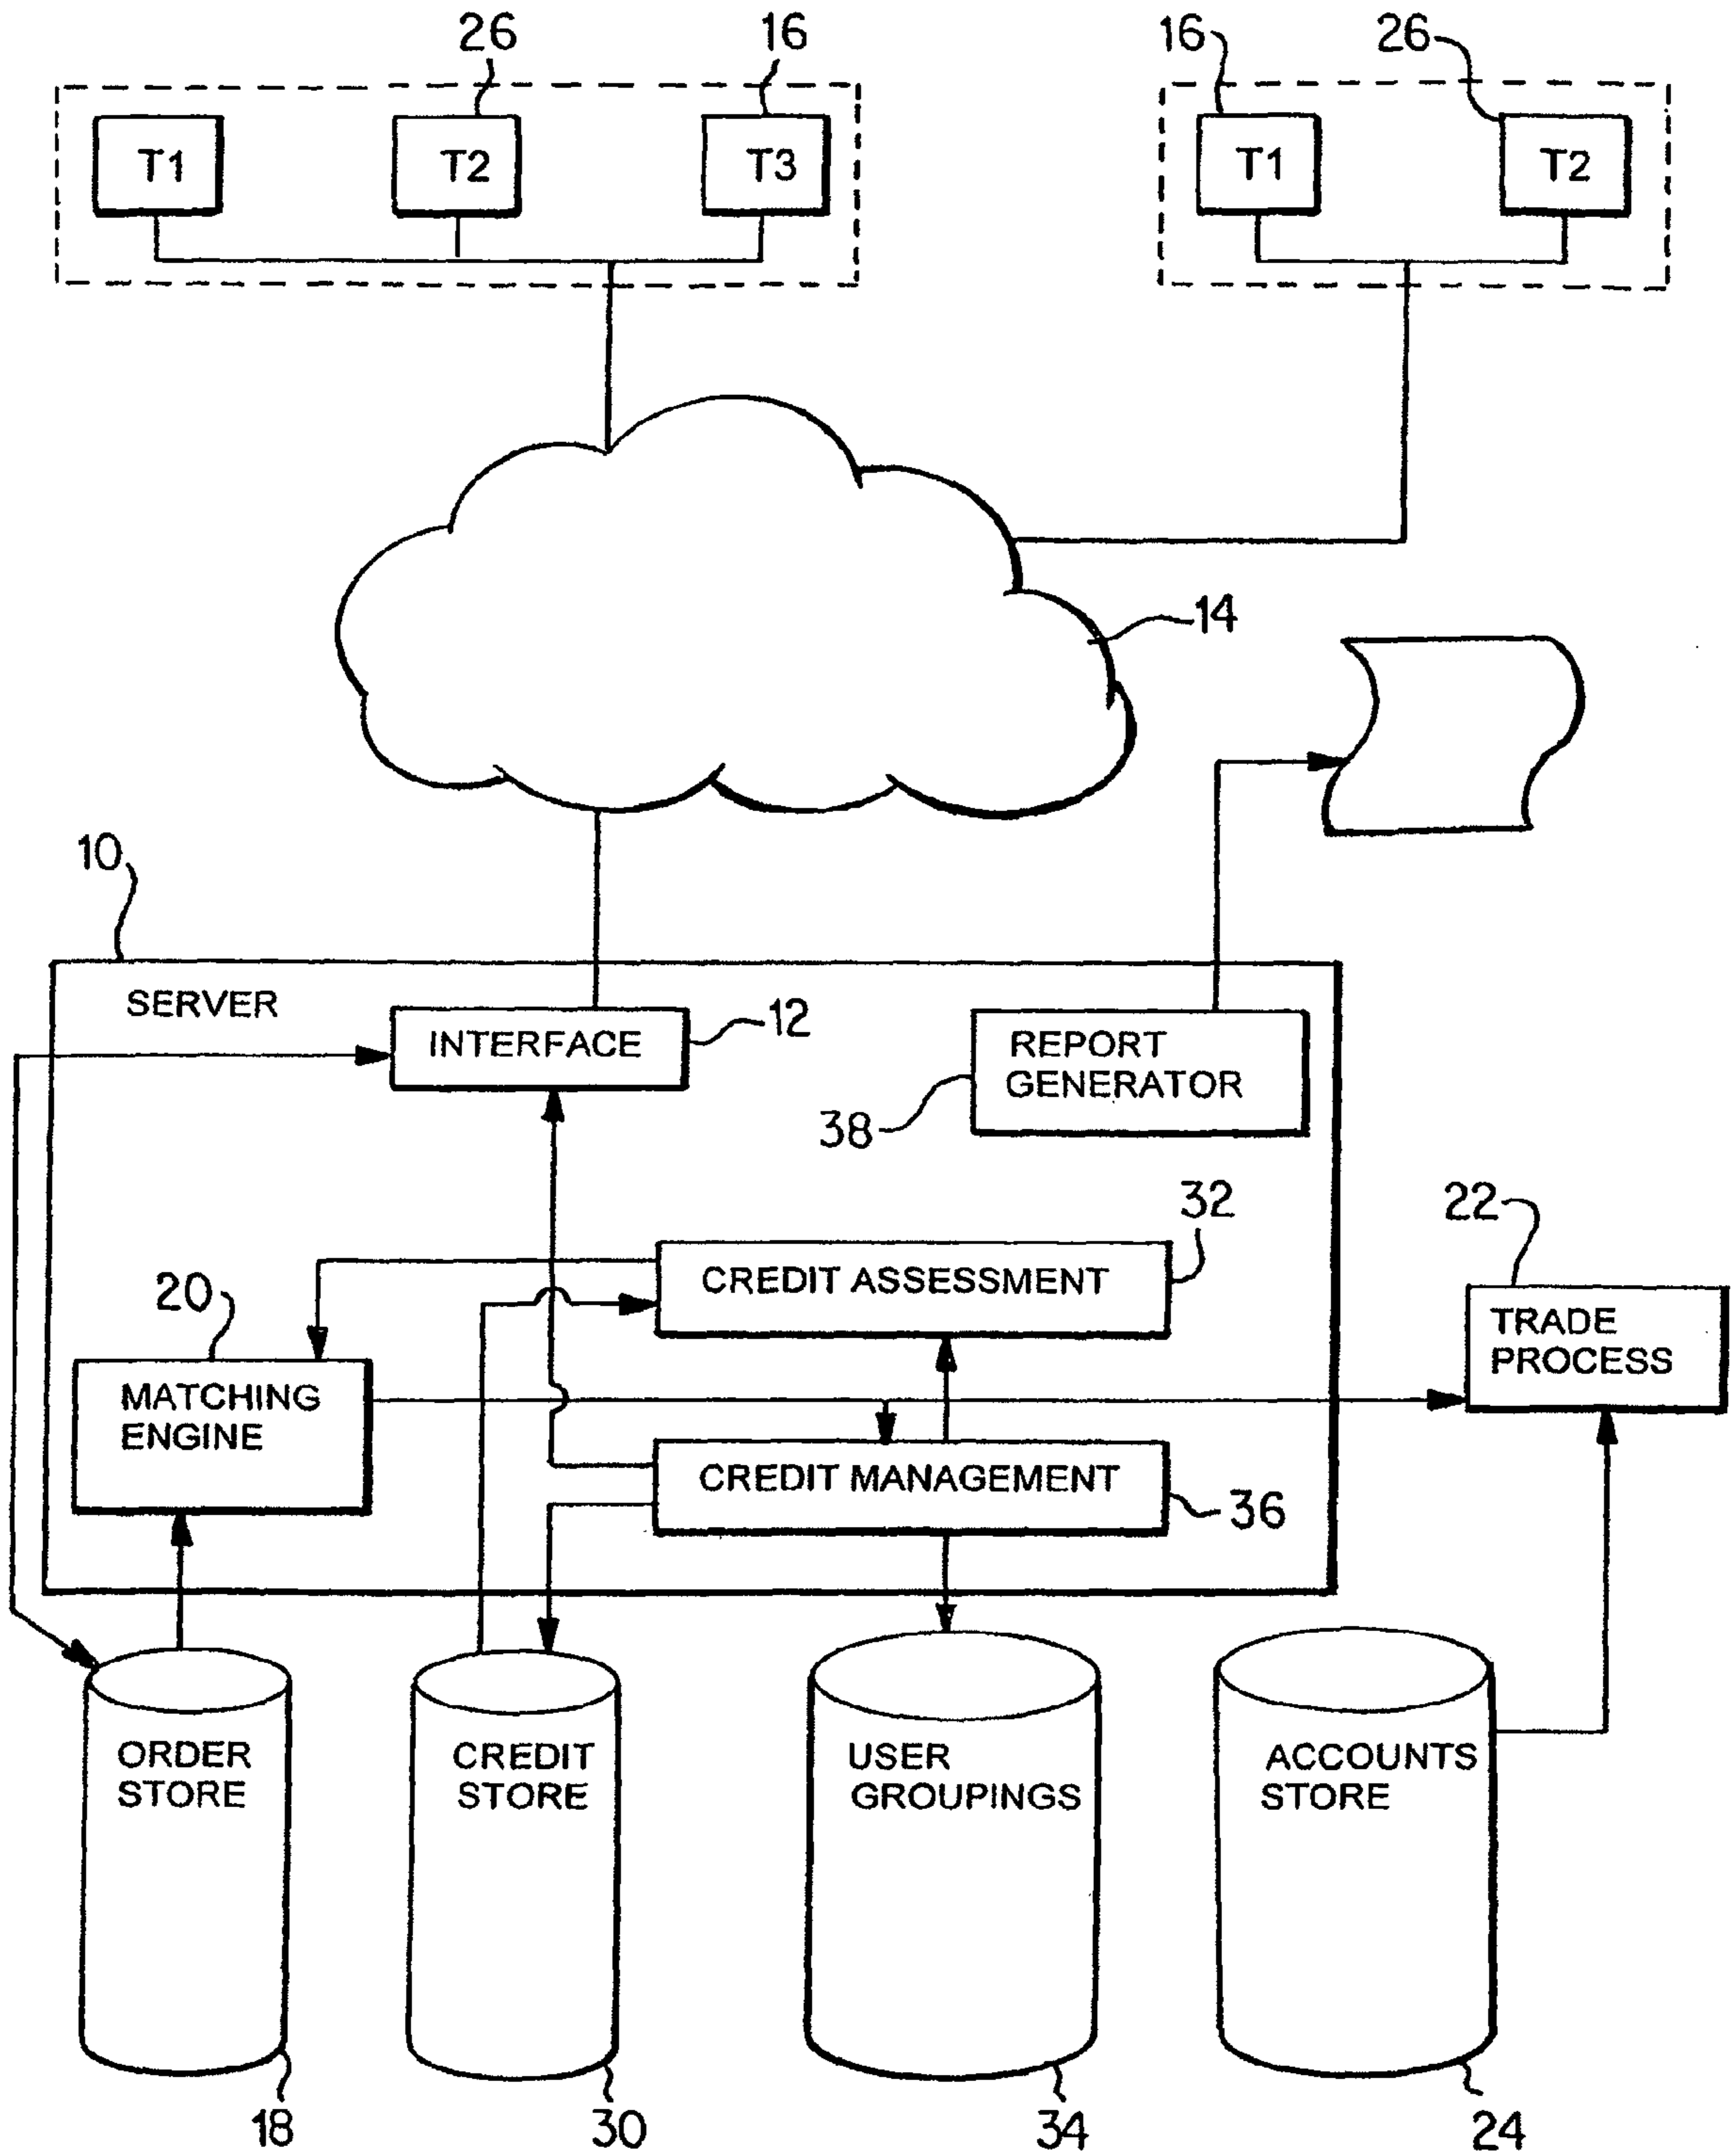 26
16
16
26
T1
T2
T3
T1
T2
14
10
SERVER
INTERFACE
12
REPORT
GENERATOR
38
32
CREDIT ASSESSMENT
22
TRADE
PROCESS
20
MATCHING
ENGINE
CREDIT MANAGEMENT
36
ORDER
STORE
CREDIT
STORE
USER
GROUPINGS
ACCOUNTS
STORE
18
30
34
24